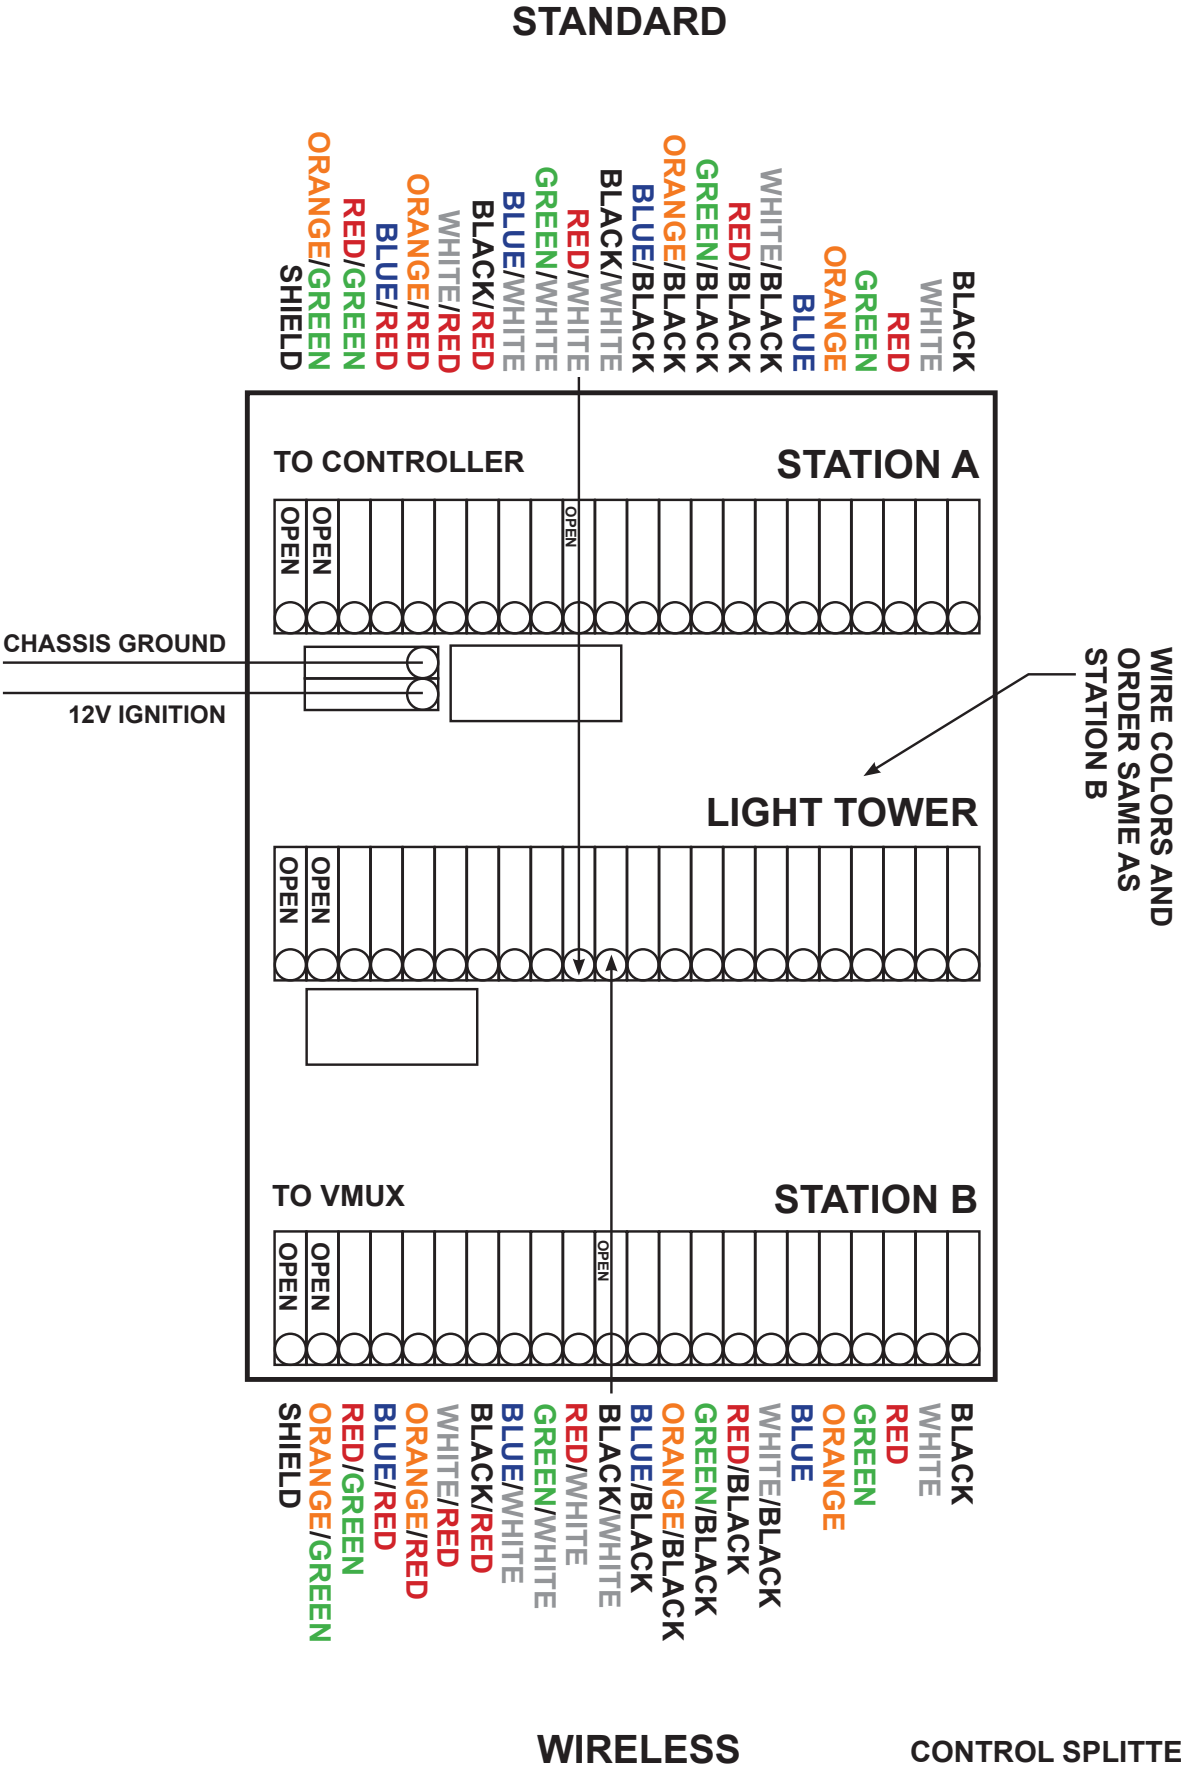 STANDARD
SHIELD
ORANGE/GREEN
RED/GREEN
BLUE/RED
ORANGE/RED
WHITE/RED
BLACK/RED
BLUE/WHITE
GREEN/WHITE
RED/WHITE
BLACK/WHITE
BLUE/BLACK
ORANGE/BLACK
GREEN/BLACK
RED/BLACK
WHITE/BLACK
BLUE
ORANGE
GREEN
RED
WHITE
BLACK
TO CONTROLLER
STATION A
OPEN
OPEN
OPEN
CHASSIS GROUND
12V IGNITION
WIRE COLORS AND
ORDER SAME AS
STATION B
LIGHT TOWER
OPEN
OPEN
TO VMUX
STATION B
OPEN
OPEN
OPEN
SHIELD
ORANGE/GREEN
RED/GREEN
BLUE/RED
ORANGE/RED
WHITE/RED
BLACK/RED
BLUE/WHITE
GREEN/WHITE
RED/WHITE
BLACK/WHITE
BLUE/BLACK
ORANGE/BLACK
GREEN/BLACK
RED/BLACK
WHITE/BLACK
BLUE
ORANGE
GREEN
RED
WHITE
BLACK
WIRELESS
CONTROL SPLITTE